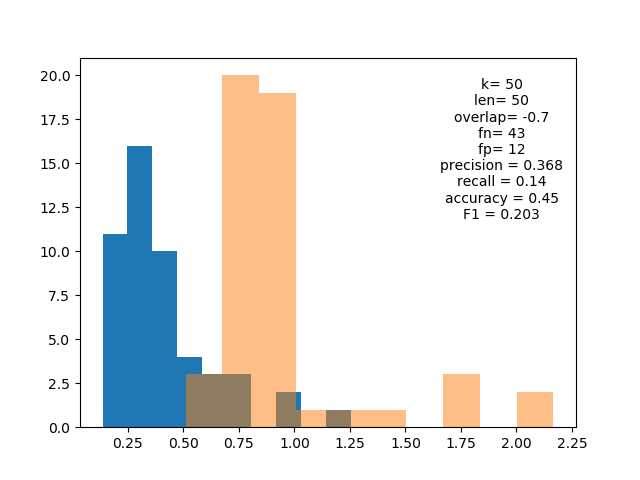 20.0
17.5
15.0
12.5
10.0
7.5
5.0
2.5
0.0
k= 50
len= 50
overlap= -0.7
fn= 43
fp= 12
precision = 0.368
recall = 0.14
accuracy = 0.45
F1 = 0.203
0.25 0.50 0.75 1.00 1.25 1.50 1.75 2.00 2.25